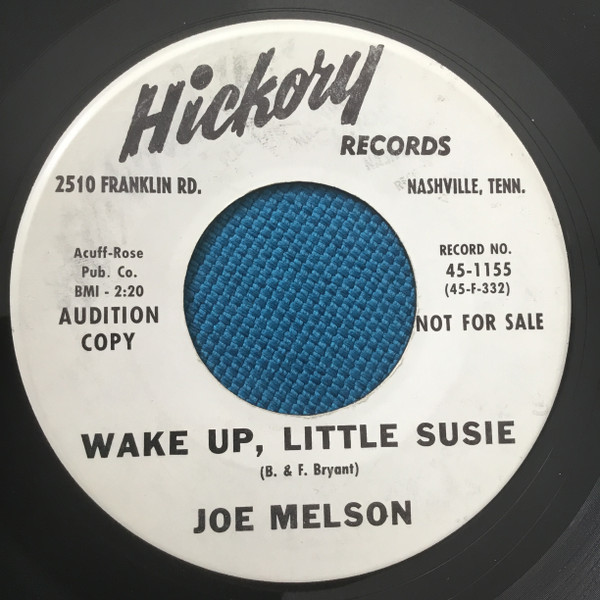 Hickory
RECORDS
2510 FRANKLIN RD.
NASHVILLE, TENN.
Acuff-Rose
Pub. Co.
BMI - 2:20
AUDITION
COPY
RECORD NO.
45-1155
(45-F-332)
NOT FOR SALE
WAKE UP, LITTLE SUSIE
(B. & F. Bryant)
JOE MELSON